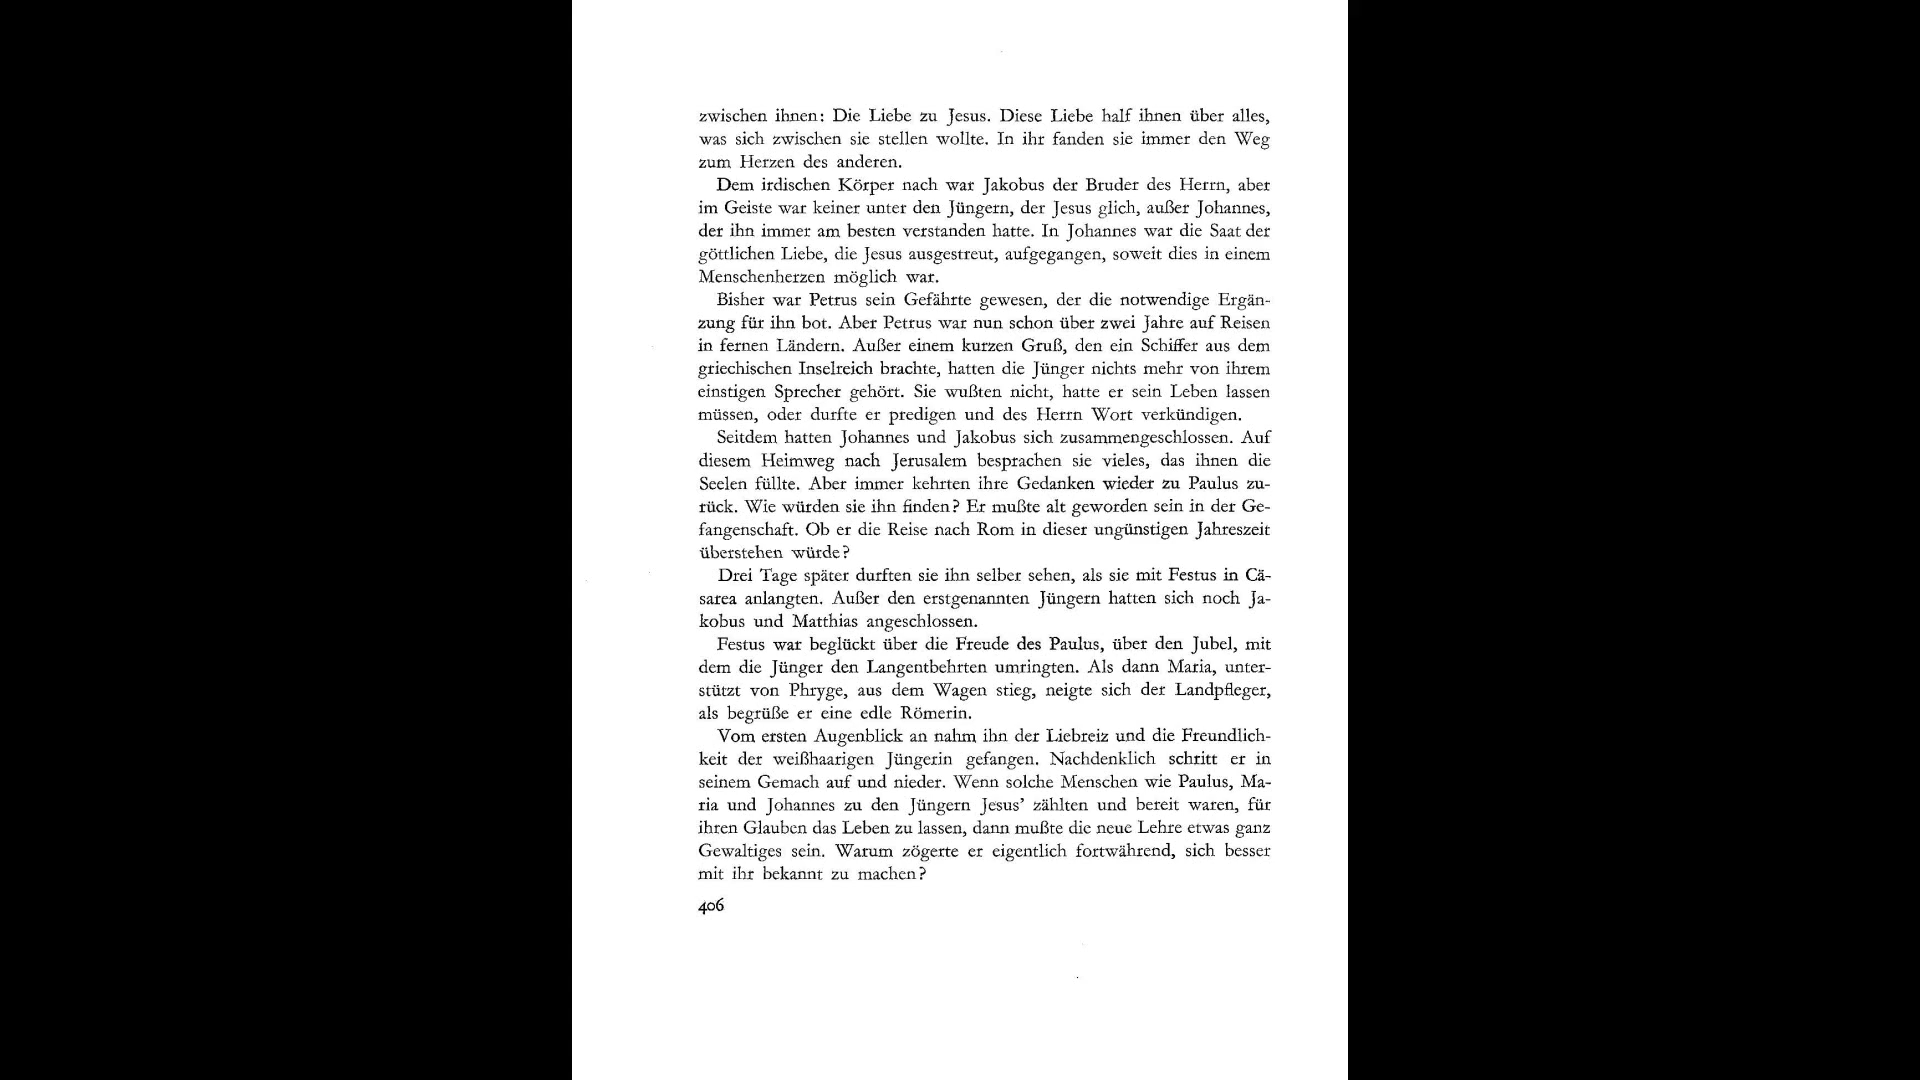 zwischen ihnen: Die Liebe zu Jesus. Diese Liebe half ihnen über alles,
was sich zwischen sie stellen wollte. In ihr fanden sie immer den Weg
zum Herzen des anderen.
Dem irdischen Körper nach war Jakobus der Bruder des Herrn, aber
im Geiste war keiner unter den Jüngern, der Jesus glich, außer Johannes,
der ihn immer am besten verstanden hatte. In Johannes war die Saat der
göttlichen Liebe, die Jesus ausgestreut, aufgegangen, soweit dies in einem
Menschenherzen möglich war.
Bisher war Petrus sein Gefährte gewesen, der die notwendige Ergän-
zung für ihn bot. Aber Petrus war nun schon über zwei Jahre auf Reisen
in fernen Ländern. Außer einem kurzen Gruß, den ein Schiffer aus dem
griechischen Inselreich brachte, hatten die Jünger nichts mehr von ihrem
einstigen Sprecher gehört. Sie wußten nicht, hatte er sein Leben lassen
müssen, oder durfte er predigen und des Herrn Wort verkündigen.
Seitdem hatten Johannes und Jakobus sich zusammengeschlossen. Auf
diesem Heimweg nach Jerusalem besprachen sie vieles, das ihnen die
Seelen füllte. Aber immer kehrten ihre Gedanken wieder zu Paulus zu-
rück. Wie würden sie ihn finden? Er mußte alt geworden sein in der Ge-
fangenschaft. Ob er die Reise nach Rom in dieser ungünstigen Jahreszeit
überstehen würde?
Drei Tage später durften sie ihn selber sehen, als sie mit Festus in Cä-
sarea anlangten. Außer den erstgenannten Jüngern hatten sich noch Ja-
kobus und Matthias angeschlossen.
Festus war beglückt über die Freude des Paulus, über den Jubel, mit
dem die Jünger den Langentbehrten umringten. Als dann Maria, unter-
stützt von Phryge, aus dem Wagen stieg, neigte sich der Landpfleger,
als begrüße er eine edle Römerin.
Vom ersten Augenblick an nahm ihn der Liebreiz und die Freundlich-
keit der weißhaarigen Jüngerin gefangen. Nachdenklich schritt er in
seinem Gemach auf und nieder. Wenn solche Menschen wie Paulus, Ma-
ria und Johannes zu den Jüngern Jesus’ zählten und bereit waren, für
ihren Glauben das Leben zu lassen, dann mußte die neue Lehre etwas ganz
Gewaltiges sein. Warum zögerte er eigentlich fortwährend, sich besser
mit ihr bekannt zu machen?
406